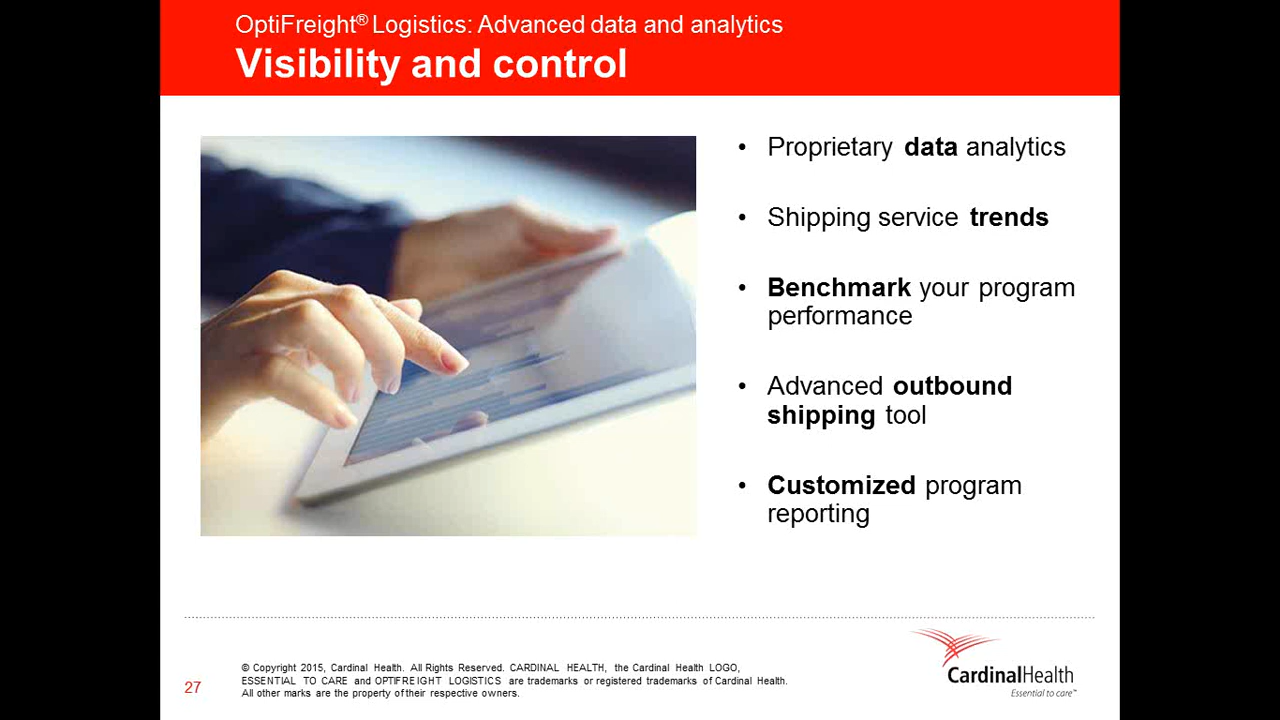 OptiFreight® Logistics: Advanced data and analytics
Visibility and control
• Proprietary data analytics
• Shipping service trends
• Benchmark your program
performance
• Advanced outbound
shipping tool
• Customized program
reporting
© Copyright 2015, Cardinal Health. All Rights Reserved. CARDINAL HEALTH, the Cardinal Health LOGO,
ESSENTIAL TO CARE and OPTIFREIGHT LOGISTICS are trademarks or registered trademarks of Cardinal Health.
All other marks are the property of their respective owners.
27
CardinalHealth
Essential to care™